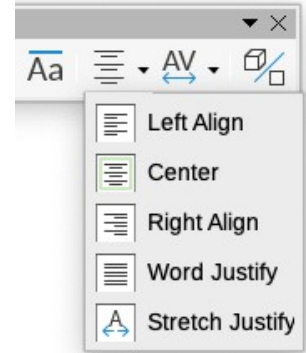 Aa AV
Left Align
Center
Right Align
Word Justify
A Stretch Justify